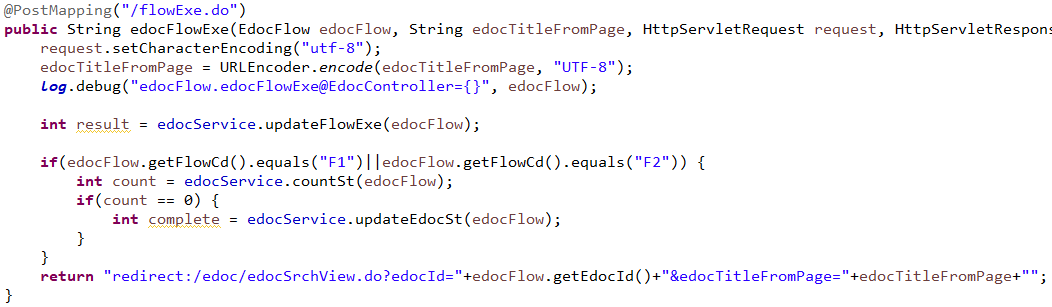 @PostMapping("/flowExe.do")
public String edocFlowExe(EdocFlow edocFlow, String edocTitleFromPage, HttpServletRequest request, HttpServletRespons
request.setCharacterEncoding("utf-8");
edocTitleFromPage = URLEncoder.encode(edocTitleFromPage, "UTF-8");
log.debug("edocFlow.edocFlowExe@EdocController={}", edocFlow);
int result = edocService.updateFlowExe(edocFlow);
if(edocFlow.getFlowCd().equals("F1")||edocFlow.getFlowCd().equals("F2")) {
int count = edocService.countSt(edocFlow);
if(count == 0) {
int complete = edocService.updateEdocSt(edocFlow);
}
}
return "redirect:/edoc/edocSrchView.do?edocId="+edocFlow.getEdocId()+"&edocTitleFromPage="+edocTitleFromPage+"";
}